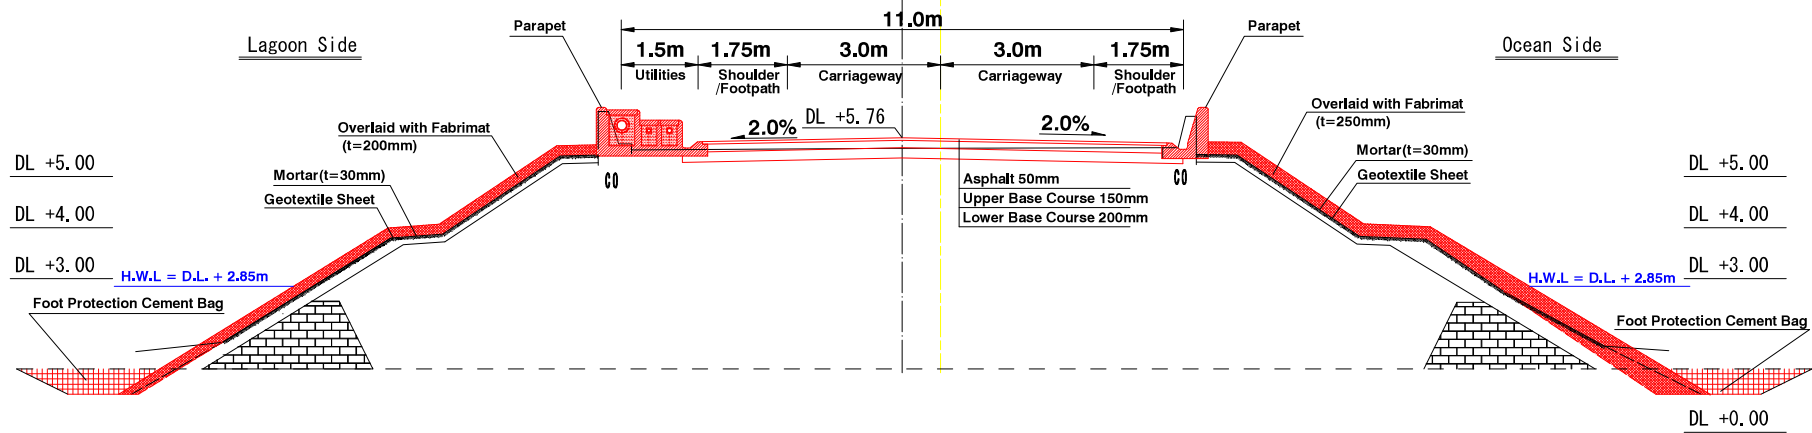 Lagoon Side
Parapet
11.0m
Parapet
Ocean Side
1.5m
1.75m
3.0m
3.0m
1.75m
Utilities
Shoulder
/Footpath
Carriageway
Carriageway
Shoulder
/Footpath
Overlaid with Fabrimat
(t=200mm)
2.0%
DL +5.76
2.0%
Overlaid with Fabrimat
(t=250mm)
DL +5.00
Mortar(t=30mm)
Geotextile Sheet
CO
Asphalt 50mm
Upper Base Course 150mm
Lower Base Course 200mm
CO
Mortar(t=30mm)
Geotextile Sheet
DL +5.00
DL +4.00
DL +4.00
DL +3.00
H.W.L = D.L. + 2.85m
H.W.L = D.L. + 2.85m
DL +3.00
Foot Protection Cement Bag
Foot Protection Cement Bag
DL +0.00